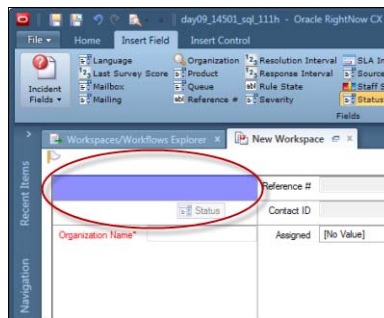 day09_14501_sql_111h - Oracle RightNow C
File Home Insert Field Insert Control
Incident Fields
Language Organization Resolution Interval SLA In
Last Survey Score Product Response Interval Source
Mailbox Queue Rule State Staff S
Field Reference # Severity Status
Fields
Workspaces/Workflows Explorer × New Workspace ×
Recent Items
Navigation
Reference #
Status Contact ID
Organization Name* Assigned [No Value]